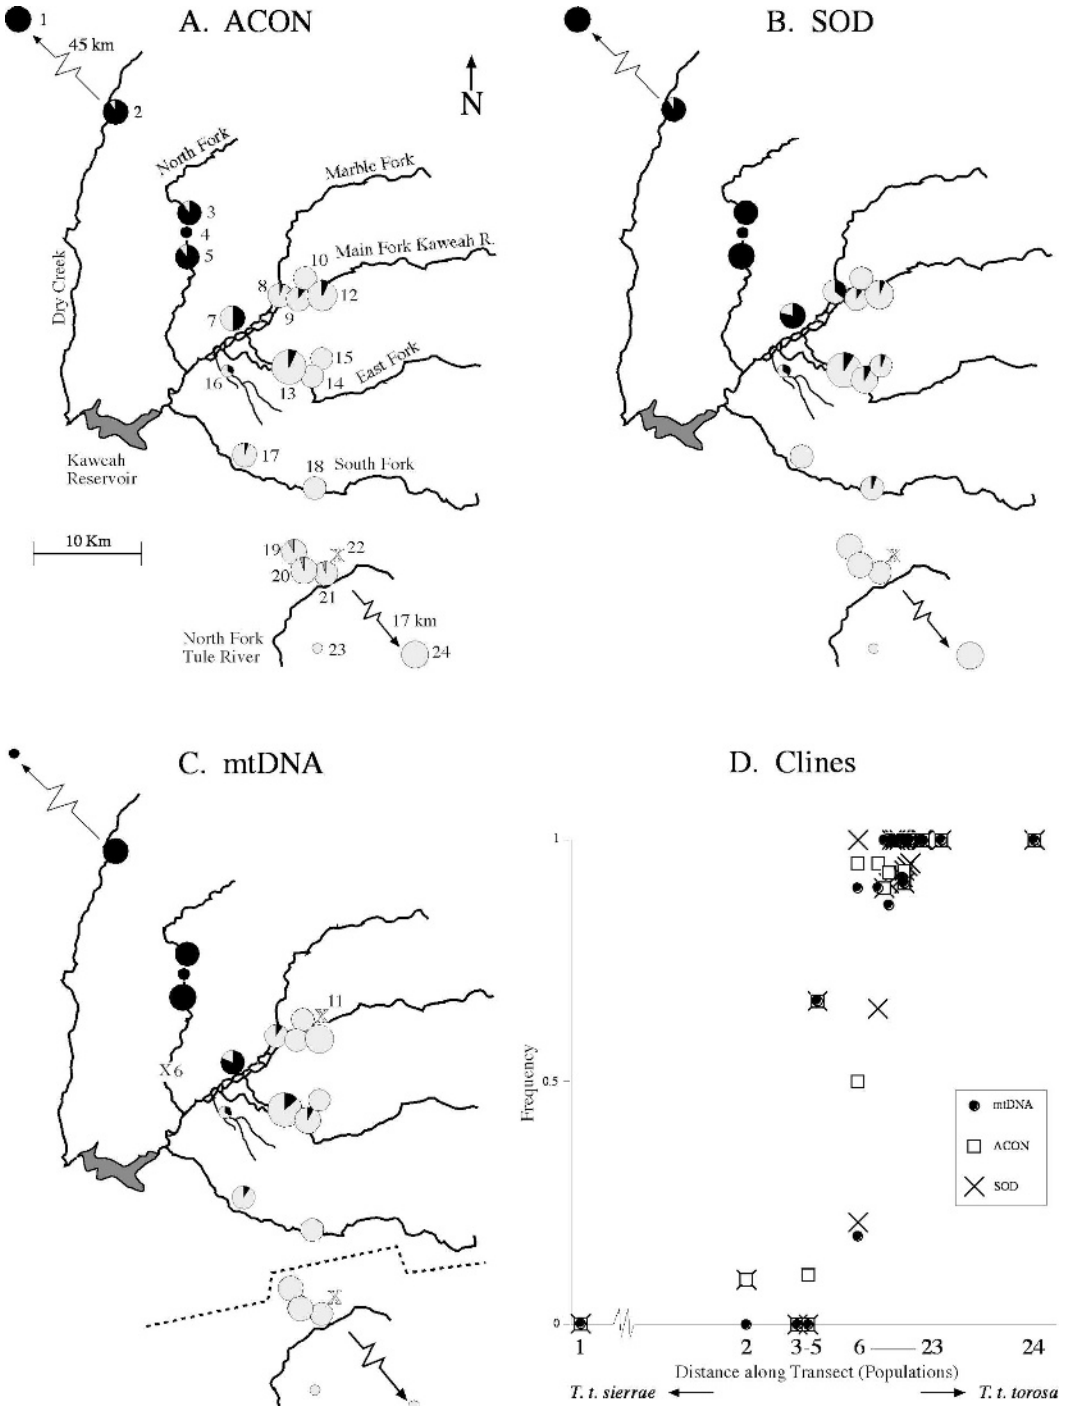 A. ACON
B. SOD
1
45 km
N
2
North Fork
Marble Fork
3
4
5
Main Fork Kaweah R.
10
8
12
9
7
Dry Creek
15
East Fork
16
14
13
17
18
South Fork
Kaweah
Reservoir
10 Km
19
X
22
20
21
17 km
North Fork
Tule River
23
24
X
C. mtDNA
D. Clines
11
X
X 6
X
1
0.5
0
Frequency
mtDNA
ACON
SOD
1
2
3-5
6
23
24
Distance along Transect (Populations)
T. t. sierrae
T. t. torosa